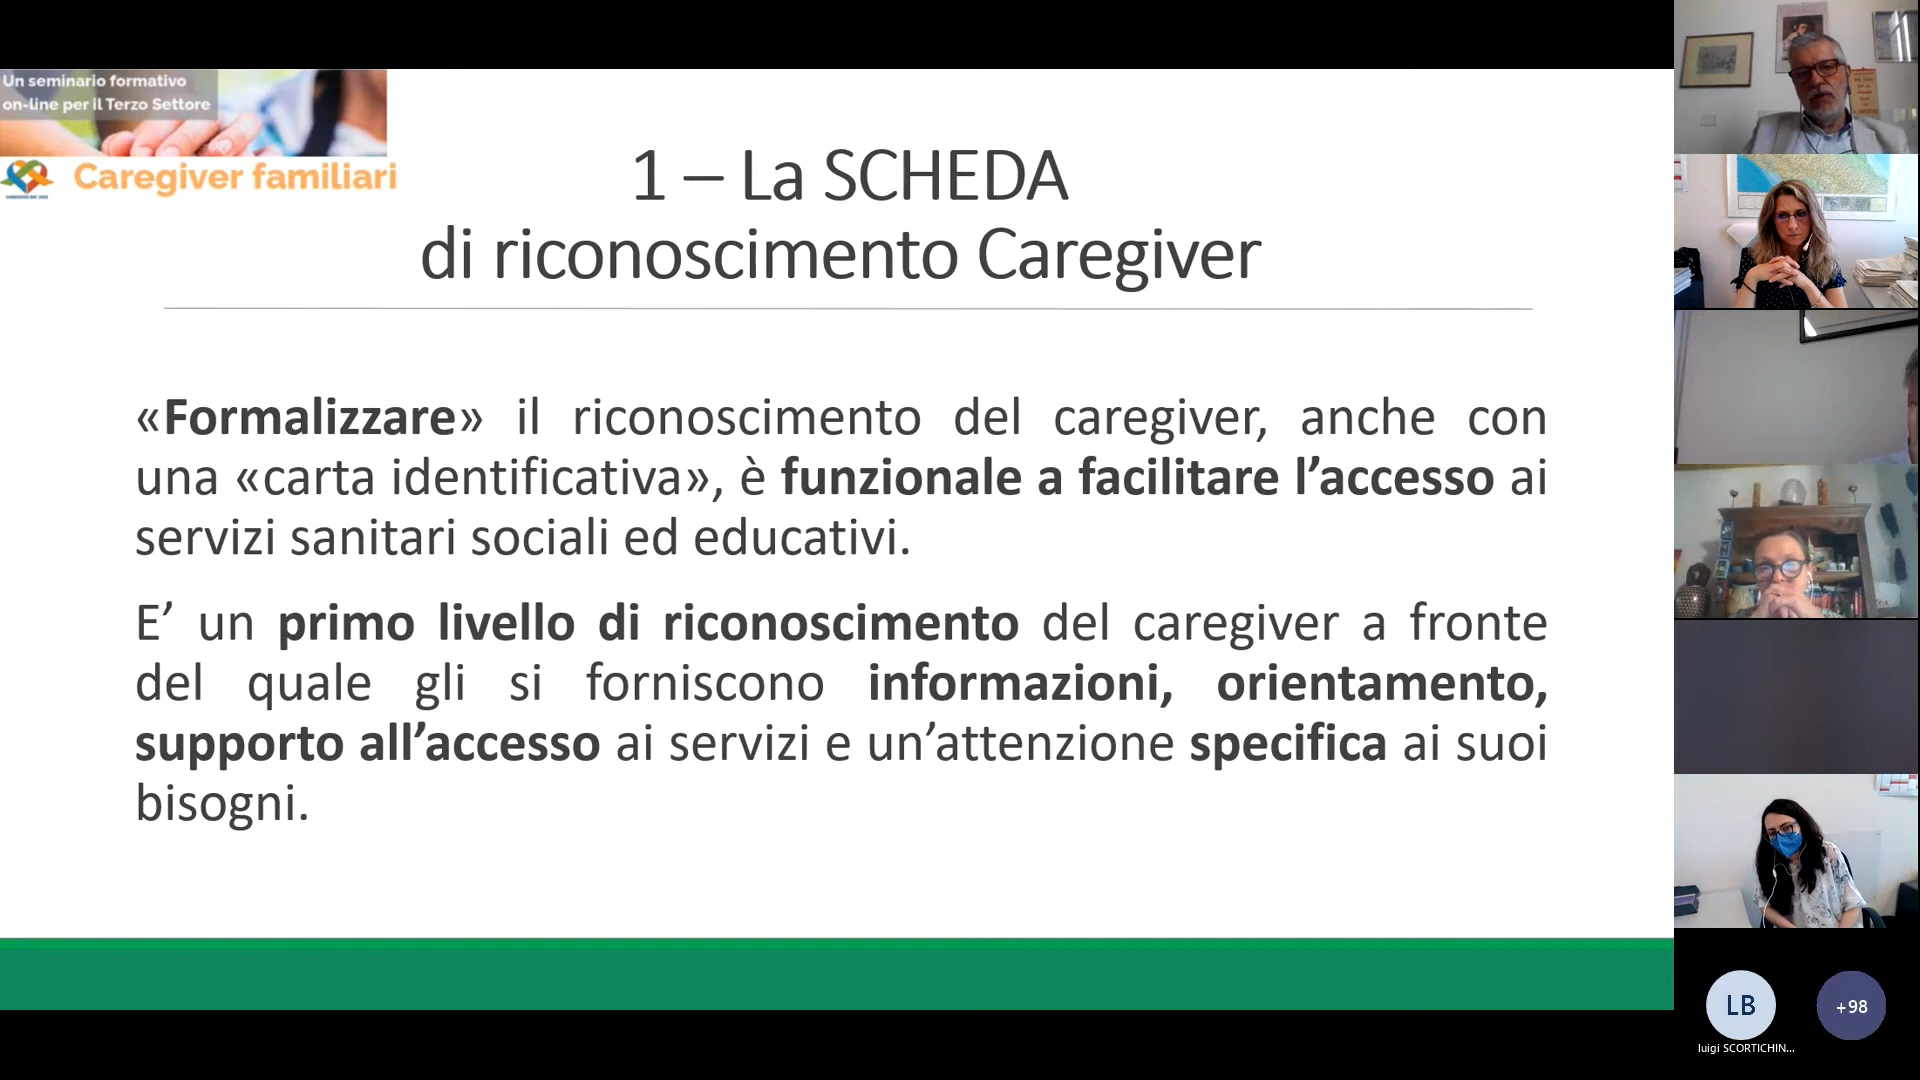 Un seminario formativo
on-line per il Terzo Settore
Caregiver familiari
1 – La SCHEDA
di riconoscimento Caregiver
«Formalizzare» il riconoscimento del caregiver, anche con
una «carta identificativa», è funzionale a facilitare l’accesso ai
servizi sanitari sociali ed educativi.
E’ un primo livello di riconoscimento del caregiver a fronte
del quale gli si forniscono informazioni, orientamento,
supporto all’accesso ai servizi e un’attenzione specifica ai suoi
bisogni.
LB
+98
luigi SCORTICHIN...